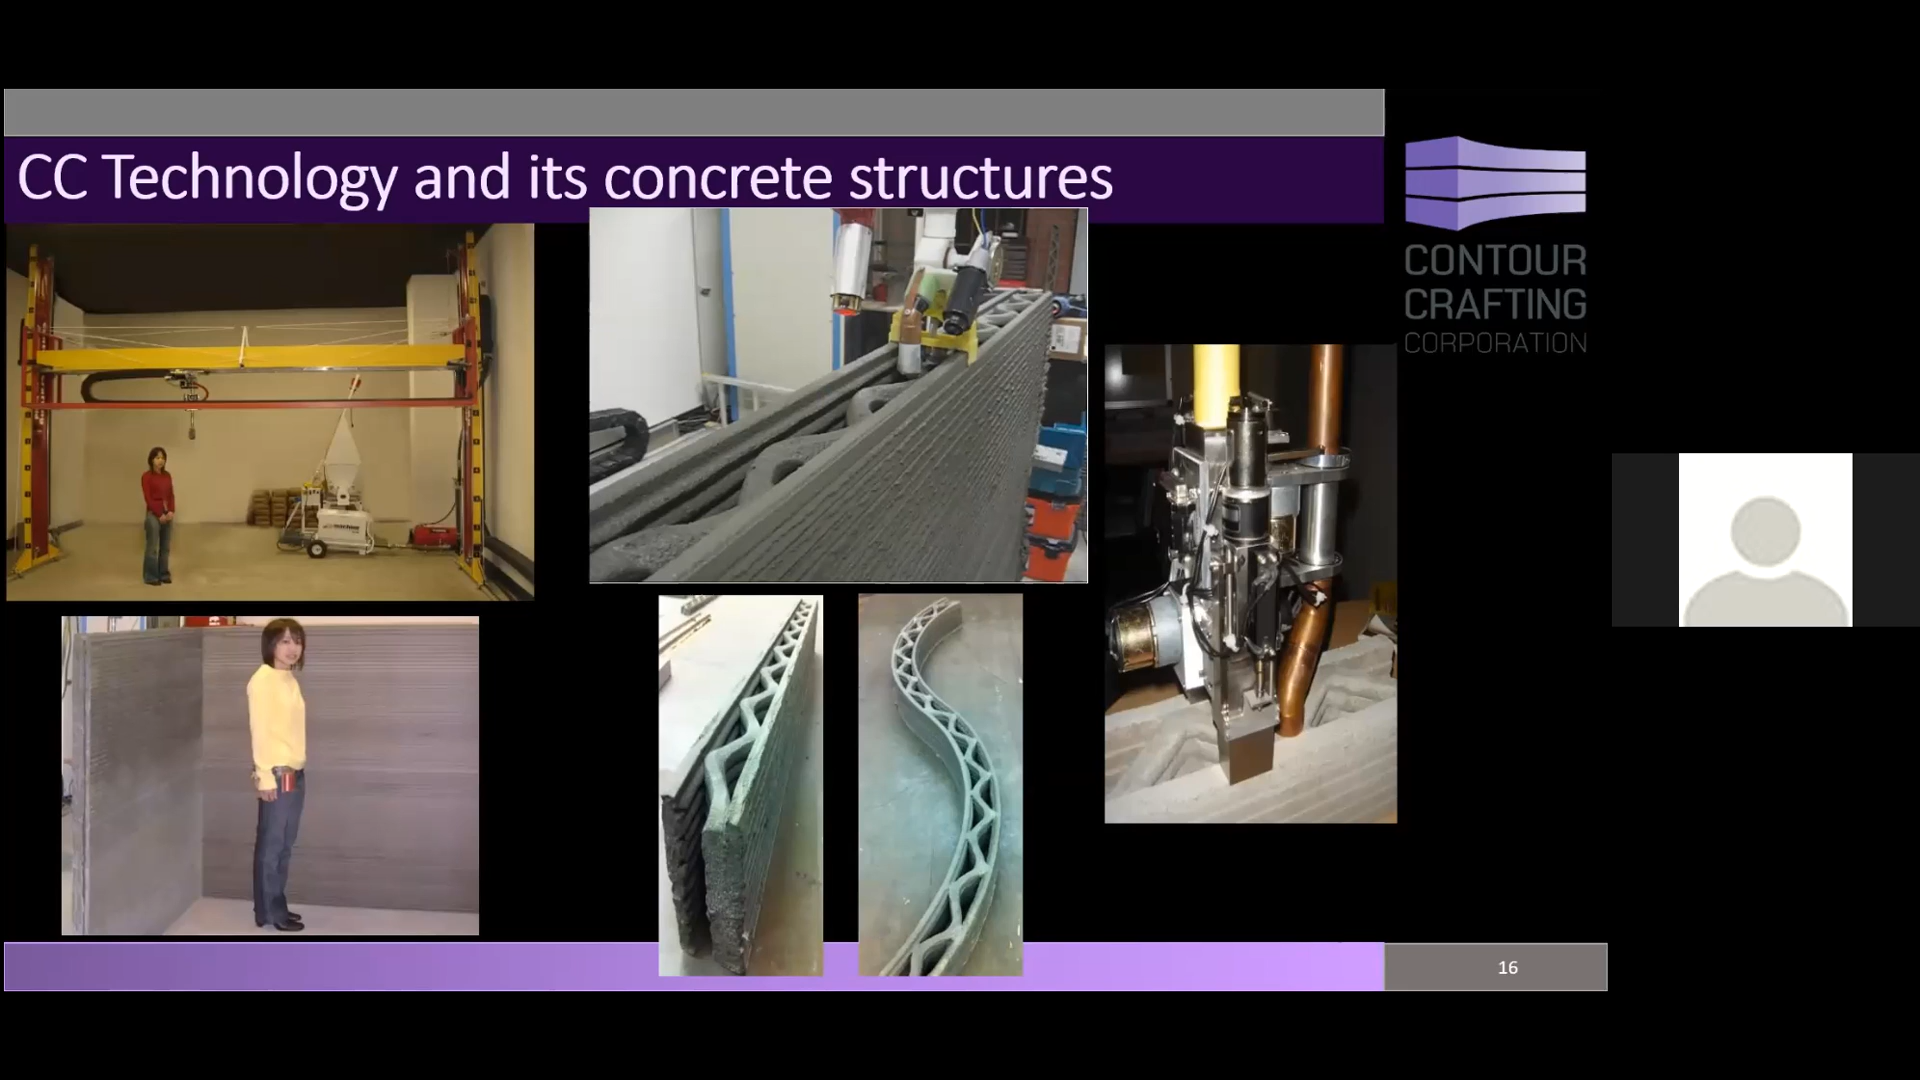 CC Technology and its concrete structures
CONTOUR
CRAFTING
CORPORATION
16